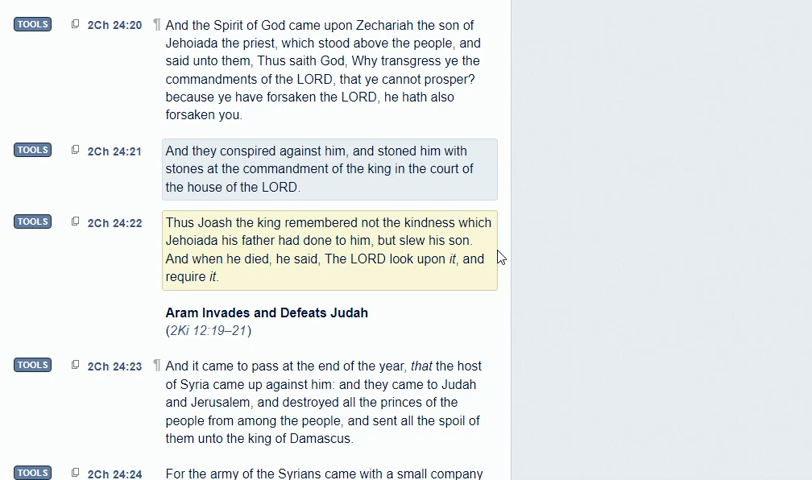 TOOLS 2Ch 24:20 ¶ And the Spirit of God came upon Zechariah the son of
Jehoiada the priest, which stood above the people, and
said unto them, Thus saith God, Why transgress ye the
commandments of the LORD, that ye cannot prosper?
because ye have forsaken the LORD, he hath also
forsaken you.
TOOLS 2Ch 24:21 And they conspired against him, and stoned him with
stones at the commandment of the king in the court of
the house of the LORD.
TOOLS 2Ch 24:22 Thus Joash the king remembered not the kindness which
Jehoiada his father had done to him, but slew his son.
And when he died, he said, The LORD look upon it, and
require it.
Aram Invades and Defeats Judah
(2Ki 12:19–21)
TOOLS 2Ch 24:23 ¶ And it came to pass at the end of the year, that the host
of Syria came up against him: and they came to Judah
and Jerusalem, and destroyed all the princes of the
people from among the people, and sent all the spoil of
them unto the king of Damascus.
TOOLS 2Ch 24:24 For the army of the Syrians came with a small company